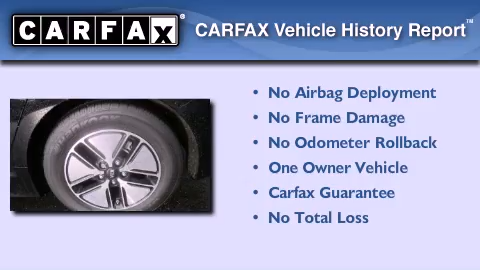 CARFAX® CARFAX Vehicle History Report™
• No Airbag Deployment
• No Frame Damage
• No Odometer Rollback
• One Owner Vehicle
• Carfax Guarantee
• No Total Loss